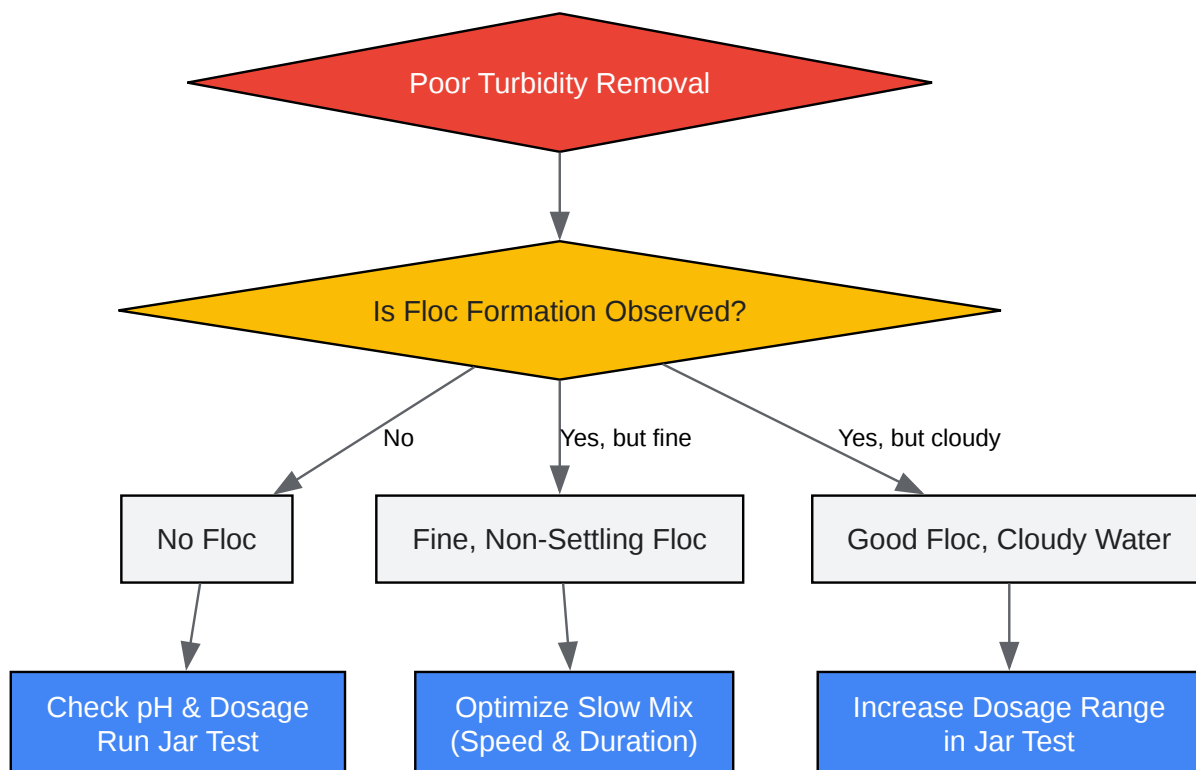 Poor Turbidity Removal
Is Floc Formation Observed?
No
Yes, but fine
Yes, but cloudy
No Floc
Fine, Non-Settling Floc
Good Floc, Cloudy Water
Check pH & Dosage
Run Jar Test
Optimize Slow Mix
(Speed & Duration)
Increase Dosage Range
in Jar Test